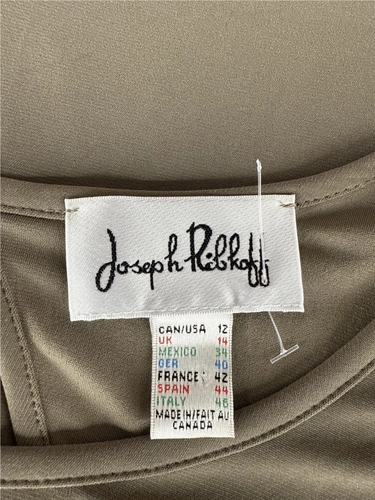 Joseph Ribkoff
CAN/USA 12
UK 14
MEXICO 34
GER 40
FRANCE 42
SPAIN 44
ITALY 46
MADE IN/FAIT AU
CANADA